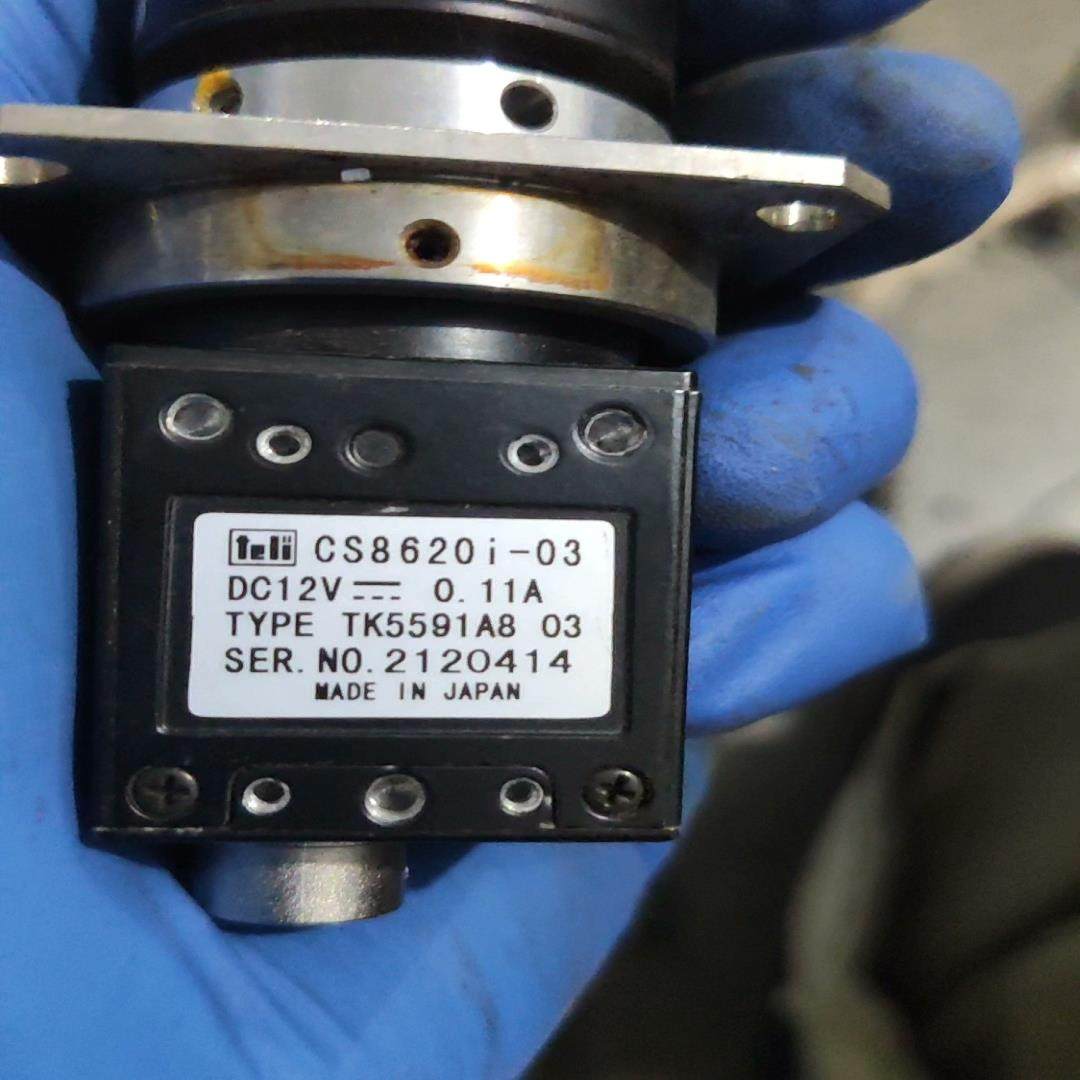 teli CS8620i-03
DC12V ⎓ 0.11A
TYPE TK5591A8 03
SER.NO.2120414
MADE IN JAPAN